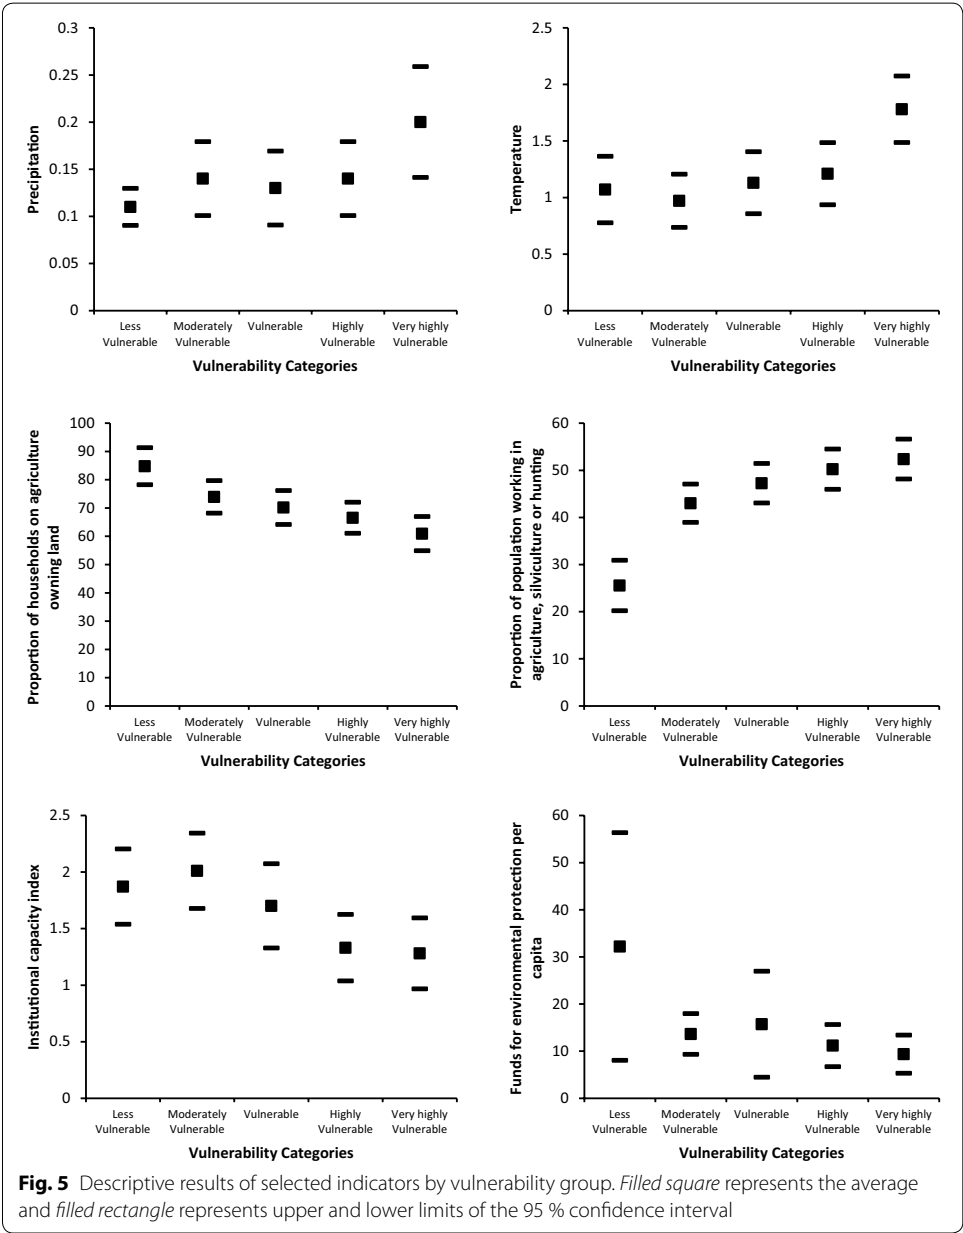 0.3
0.25
0.2
0.15
0.1
0.05
0
Precipitation
Less Vulnerable
Moderately Vulnerable
Vulnerable
Highly Vulnerable
Very highly Vulnerable
Vulnerability Categories
2.5
2
1.5
1
0.5
0
Temperature
Less Vulnerable
Moderately Vulnerable
Vulnerable
Highly Vulnerable
Very highly Vulnerable
Vulnerability Categories
100
90
80
70
60
50
40
30
20
10
0
Proportion of households on agriculture
owning land
Less Vulnerable
Moderately Vulnerable
Vulnerable
Highly Vulnerable
Very highly Vulnerable
Vulnerability Categories
60
50
40
30
20
10
0
Proportion of population working in
agriculture, silviculture or hunting
Less Vulnerable
Moderately Vulnerable
Vulnerable
Highly Vulnerable
Very highly Vulnerable
Vulnerability Categories
2.5
2
1.5
1
0.5
0
Institutional capacity index
Less Vulnerable
Moderately Vulnerable
Vulnerable
Highly Vulnerable
Very highly Vulnerable
Vulnerability Categories
60
50
40
30
20
10
0
Funds for environmental protection per
capita
Less Vulnerable
Moderately Vulnerable
Vulnerable
Highly Vulnerable
Very highly Vulnerable
Vulnerability Categories
Fig. 5 Descriptive results of selected indicators by vulnerability group. Filled square represents the average
and filled rectangle represents upper and lower limits of the 95 % confidence interval